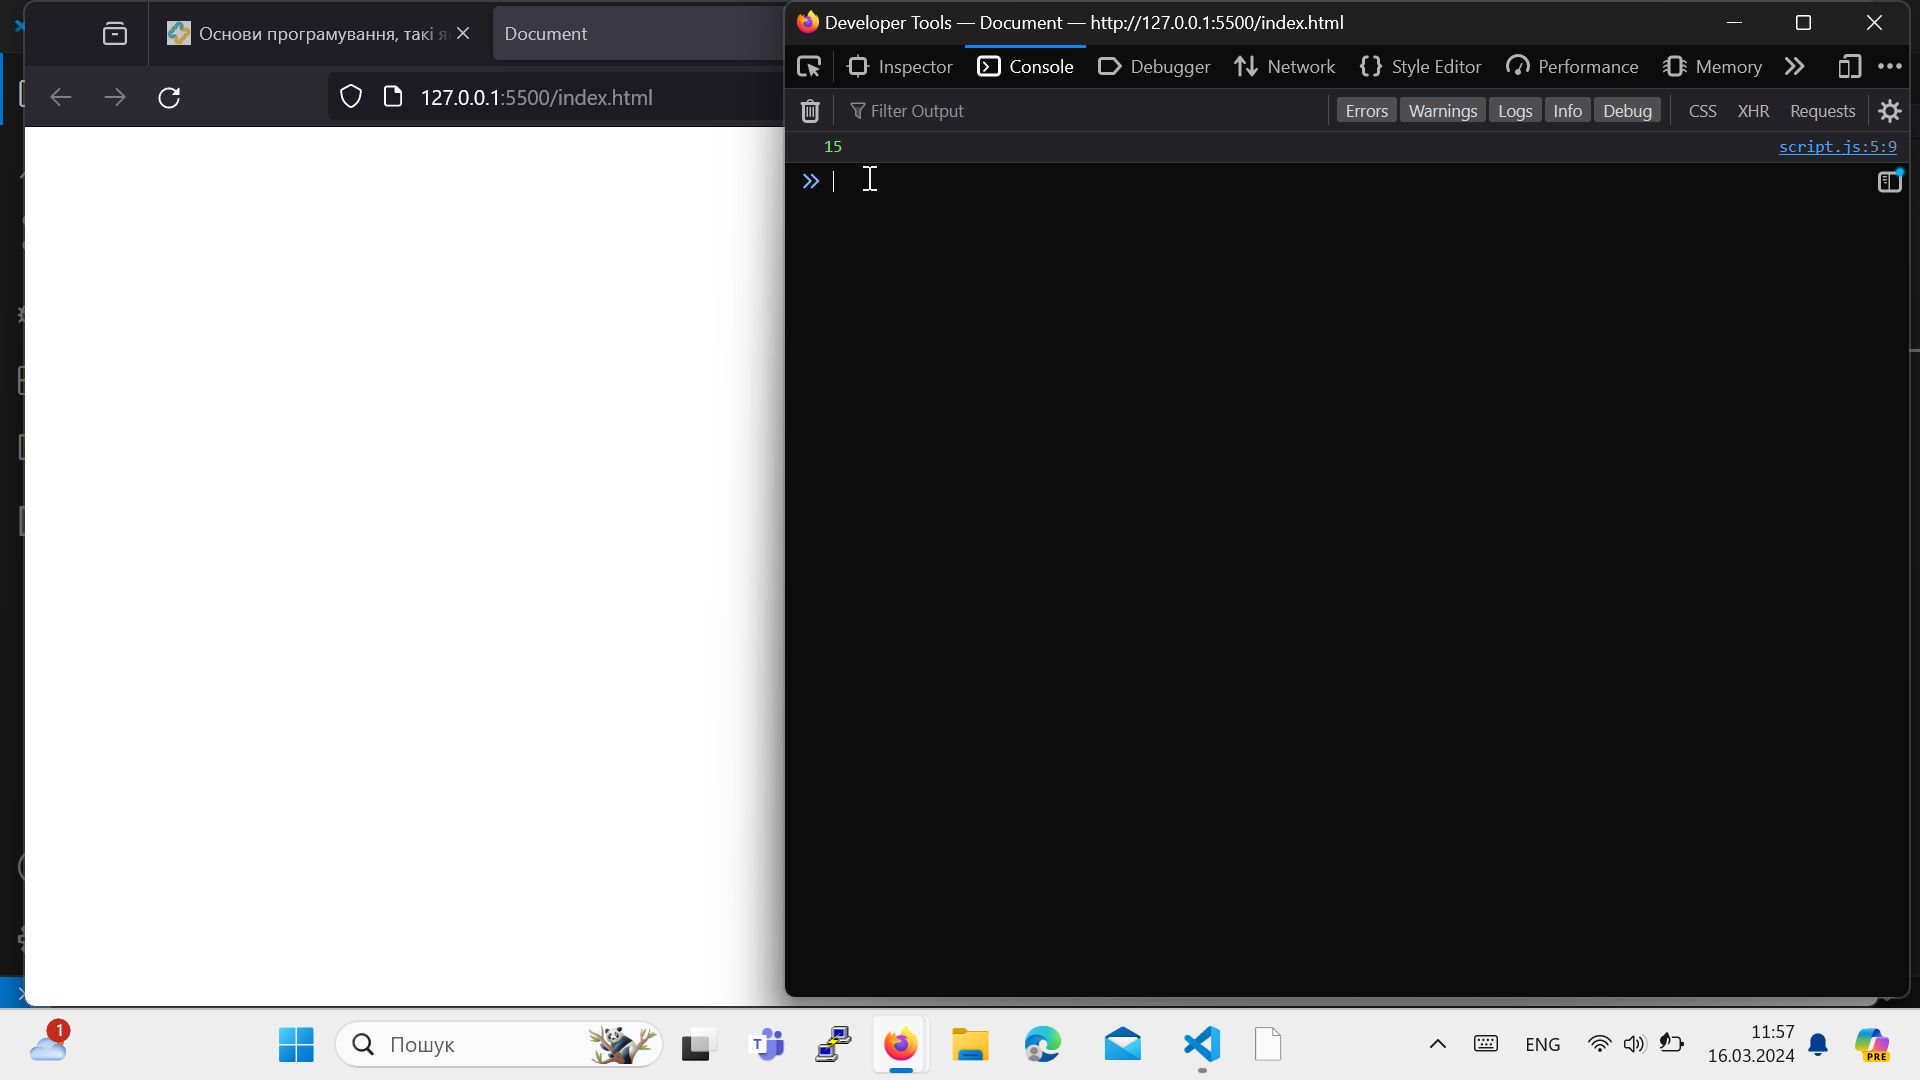 Основи програмування, такі я
Document
127.0.0.1:5500/index.html
Developer Tools — Document — http://127.0.0.1:5500/index.html
Inspector
Console
Debugger
Network
Style Editor
Performance
Memory
Filter Output
Errors
Warnings
Logs
Info
Debug
CSS
XHR
Requests
15
script.js:5:9
1
Пошук
T
ENG
11:57
16.03.2024
PRE